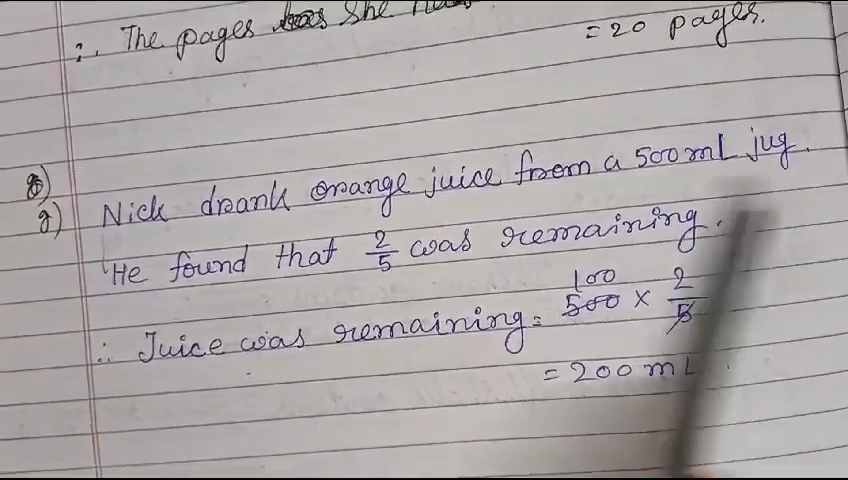 ∴ The pages she
= 20 pages.
g) Nick drank orange juice from a 500 mL jug.
He found that 2/5 was remaining.
∴ Juice was remaining = 500 × 2/5
100
= 200 mL